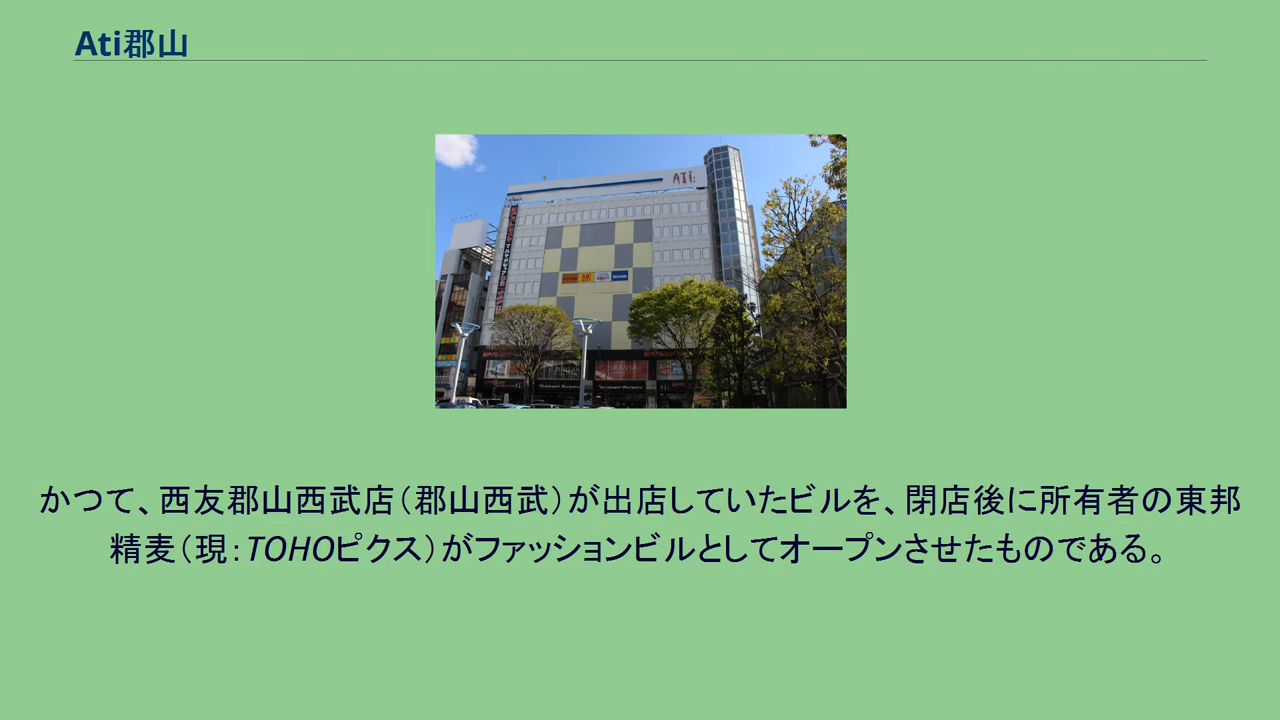 Ati郡山
ATi:
かつて、西友郡山西武店（郡山西武）が出店していたビルを、閉店後に所有者の東邦
精麦（現：TOHOピクス）がファッションビルとしてオープンさせたものである。